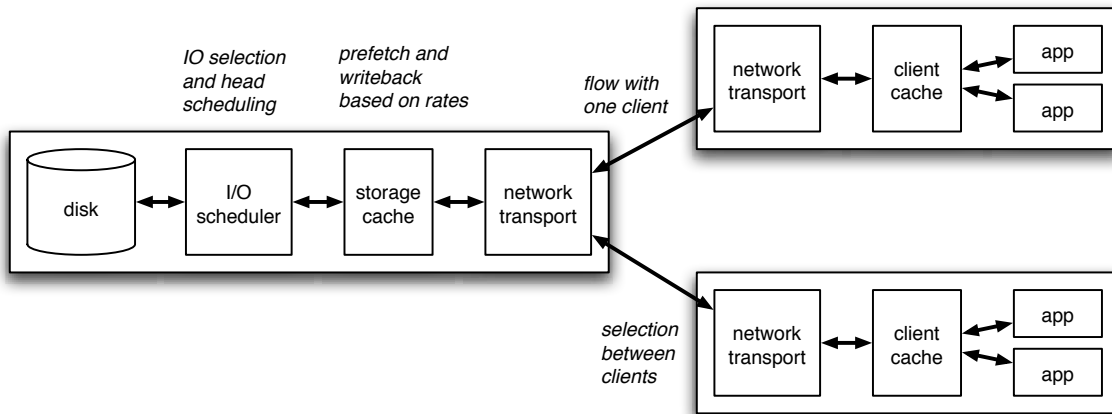 IO selection
and head
scheduling
prefetch and
writeback
based on rates
flow with
one client
selection
between
clients
disk
I/O
scheduler
storage
cache
network
transport
network
transport
client
cache
app
app
network
transport
client
cache
app
app